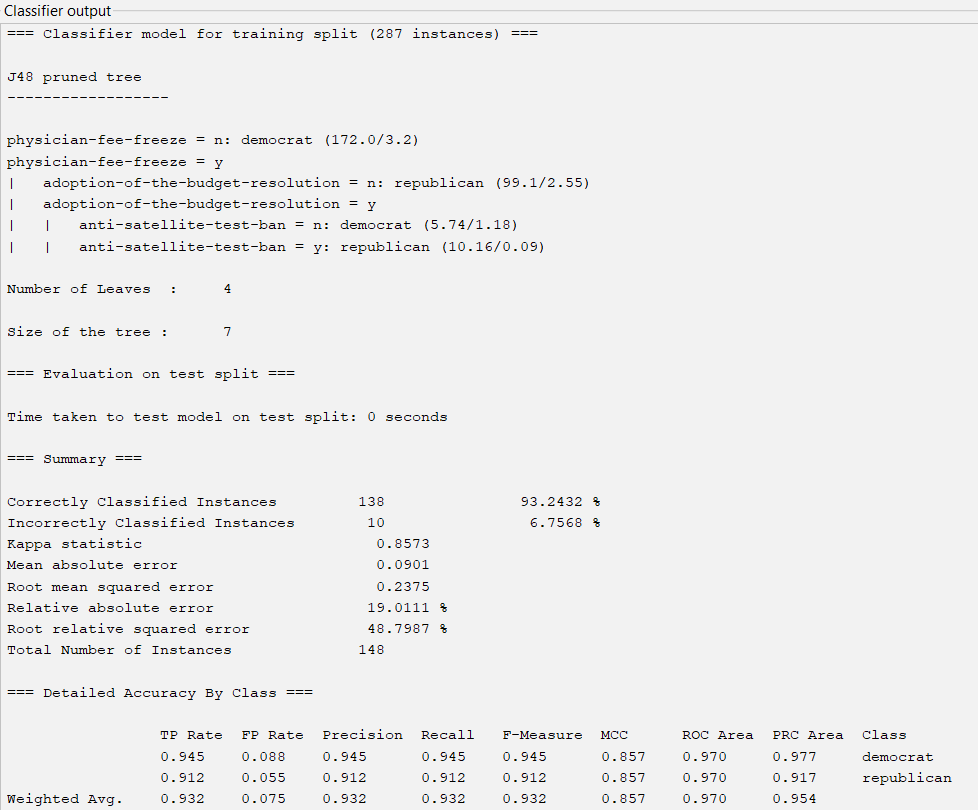 Classifier output
=== Classifier model for training split (287 instances) ===
J48 pruned tree
------------------
physician-fee-freeze = n: democrat (172.0/3.2)
physician-fee-freeze = y
|   adoption-of-the-budget-resolution = n: republican (99.1/2.55)
|   adoption-of-the-budget-resolution = y
|   |   anti-satellite-test-ban = n: democrat (5.74/1.18)
|   |   anti-satellite-test-ban = y: republican (10.16/0.09)
Number of Leaves  :     4
Size of the tree :      7
=== Evaluation on test split ===
Time taken to test model on test split: 0 seconds
=== Summary ===
Correctly Classified Instances         138               93.2432 %
Incorrectly Classified Instances        10                6.7568 %
Kappa statistic                          0.8573
Mean absolute error                      0.0901
Root mean squared error                  0.2375
Relative absolute error                 19.0111 %
Root relative squared error             48.7987 %
Total Number of Instances              148
=== Detailed Accuracy By Class ===
TP Rate  FP Rate  Precision  Recall   F-Measure  MCC      ROC Area  PRC Area  Class
0.945    0.088    0.945      0.945    0.945      0.857    0.970     0.977     democrat
0.912    0.055    0.912      0.912    0.912      0.857    0.970     0.917     republican
Weighted Avg.    0.932    0.075    0.932      0.932    0.932      0.857    0.970     0.954